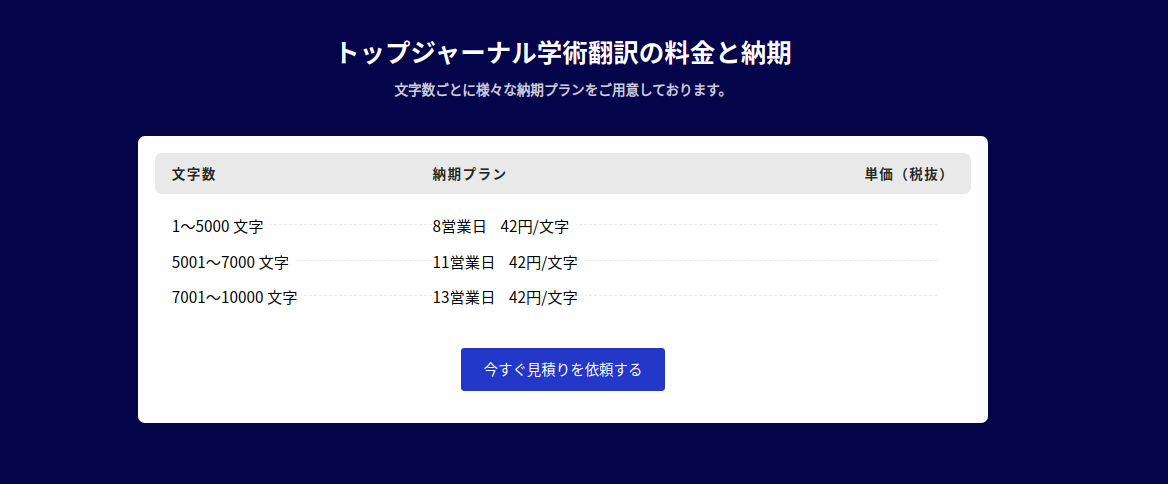 トップジャーナル学術翻訳の料金と納期
文字数ごとに様々な納期プランをご用意しております。
文字数 納期プラン 単価（税抜）
1～5000 文字 8営業日 42円/文字
5001～7000 文字 11営業日 42円/文字
7001～10000 文字 13営業日 42円/文字
今すぐ見積りを依頼する